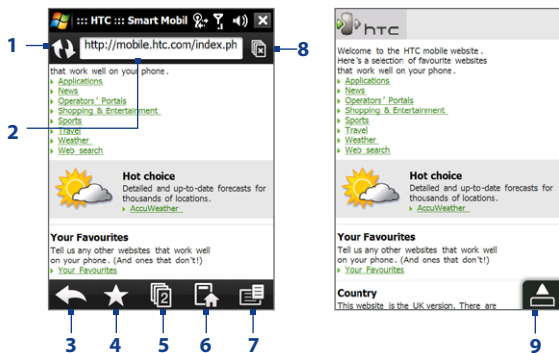 ::: HTC ::: Smart Mobil
1
http://mobile.htc.com/index.ph
8
that work well on your phone.
Applications
News
Operators' Portals
Shopping & Entertainment
2
Sports
Travel
Weather
Web search
Hot choice
Detailed and up-to-date forecasts for
thousands of locations.
AccuWeather
Your Favourites
Tell us any other websites that work well
on your phone. (And ones that don't!)
Your Favourites
2
3
4
5
6
7
htc
Welcome to the HTC mobile website.
Here's a selection of favourite websites
that work well on your phone.
Applications
News
Operators' Portals
Shopping & Entertainment
Sports
Travel
Weather
Web search
Hot choice
Detailed and up-to-date forecasts for
thousands of locations.
AccuWeather
Your Favourites
Tell us any other websites that work well
on your phone. (And ones that don't!)
Your Favourites
Country
This website is the UK version. There are
9